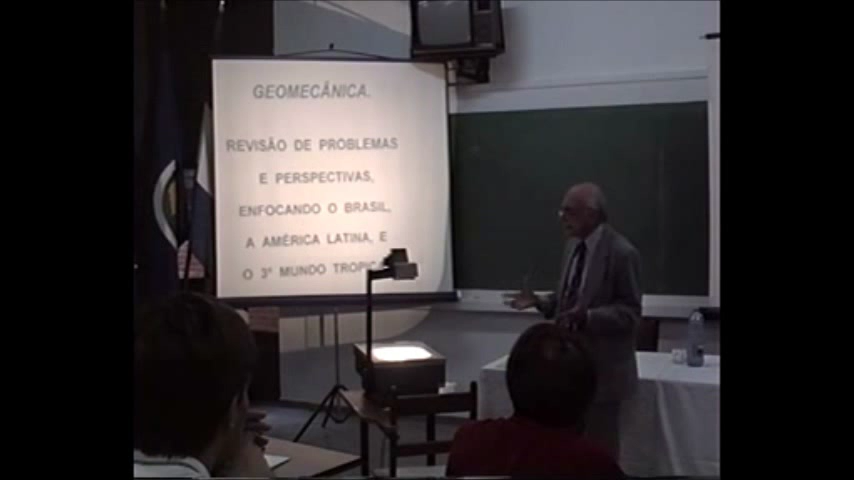 GEOMECÂNICA.
REVISÃO DE PROBLEMAS
E PERSPECTIVAS,
ENFOCANDO O BRASIL,
A AMÉRICA LATINA, E
O 3º MUNDO